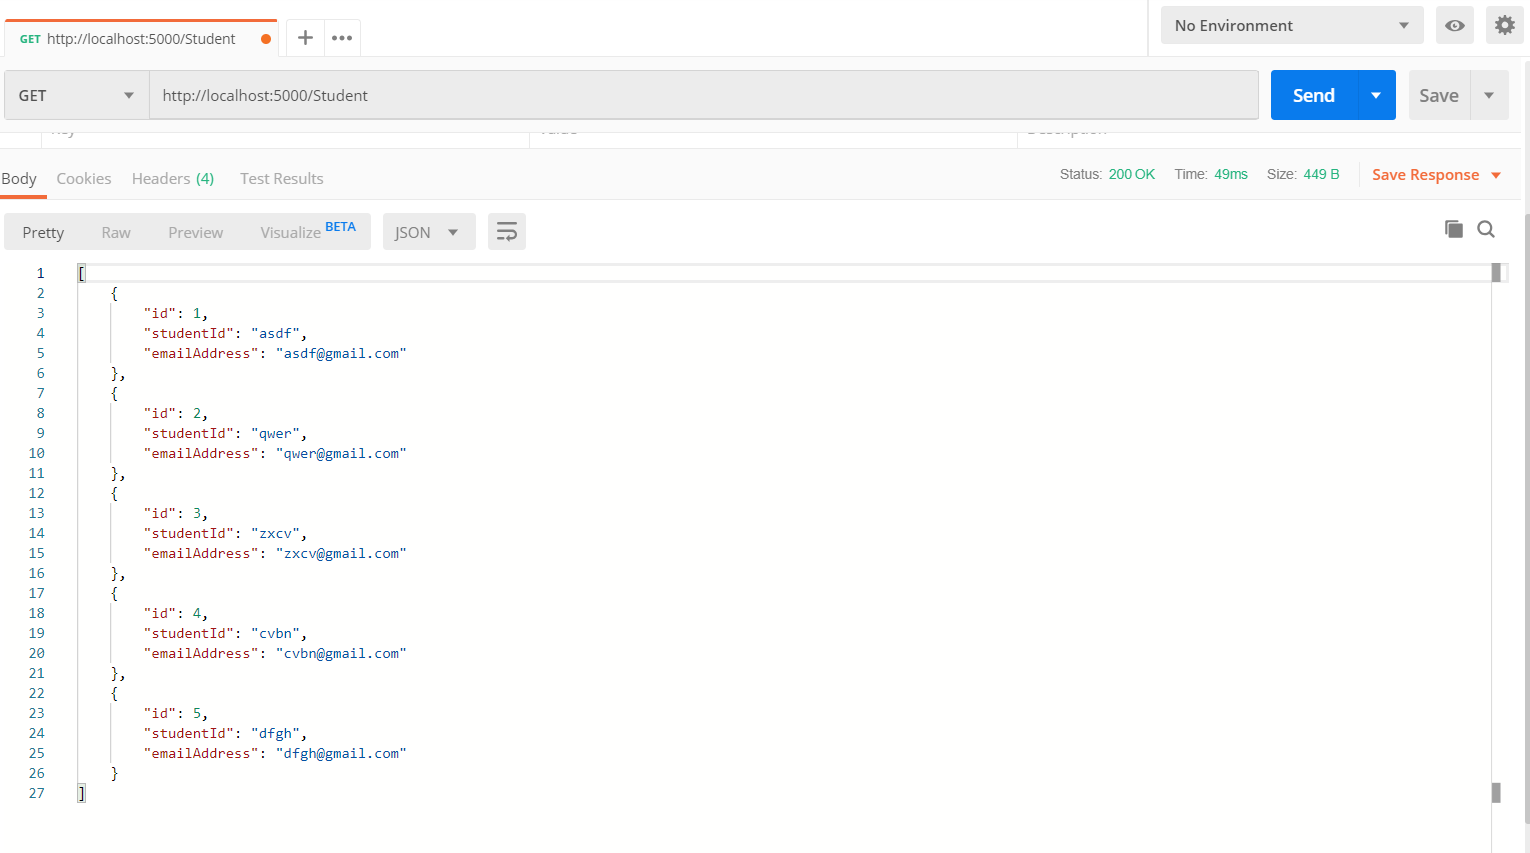 GET http://localhost:5000/Student
No Environment
GET http://localhost:5000/Student Send Save
Body Cookies Headers (4) Test Results Status: 200 OK Time: 49ms Size: 449 B Save Response
Pretty Raw Preview Visualize BETA JSON
1 [
2 {
3 "id": 1,
4 "studentId": "asdf",
5 "emailAddress": "asdf@gmail.com"
6 },
7 {
8 "id": 2,
9 "studentId": "qwer",
10 "emailAddress": "qwer@gmail.com"
11 },
12 {
13 "id": 3,
14 "studentId": "zxcv",
15 "emailAddress": "zxcv@gmail.com"
16 },
17 {
18 "id": 4,
19 "studentId": "cvbn",
20 "emailAddress": "cvbn@gmail.com"
21 },
22 {
23 "id": 5,
24 "studentId": "dfgh",
25 "emailAddress": "dfgh@gmail.com"
26 }
27 ]